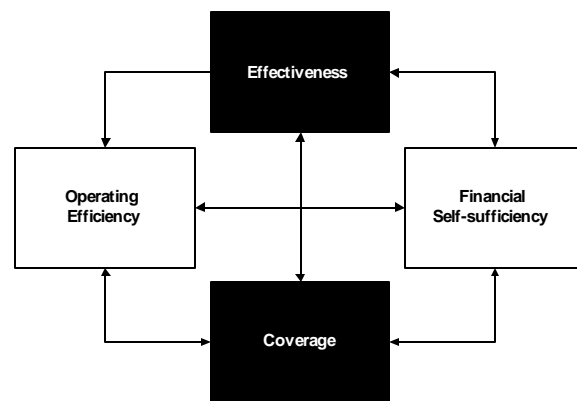 Effectiveness
Operating
Efficiency
Financial
Self-sufficiency
Coverage